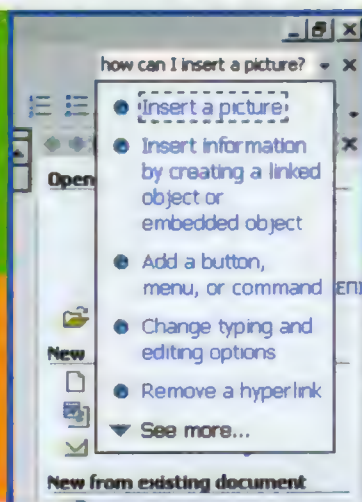 how can I insert a picture?
Insert a picture
Insert information
by creating a linked
object or
embedded object
Add a button,
menu, or command
Change typing and
editing options
Remove a hyperlink
See more...
Open
New
New from existing document